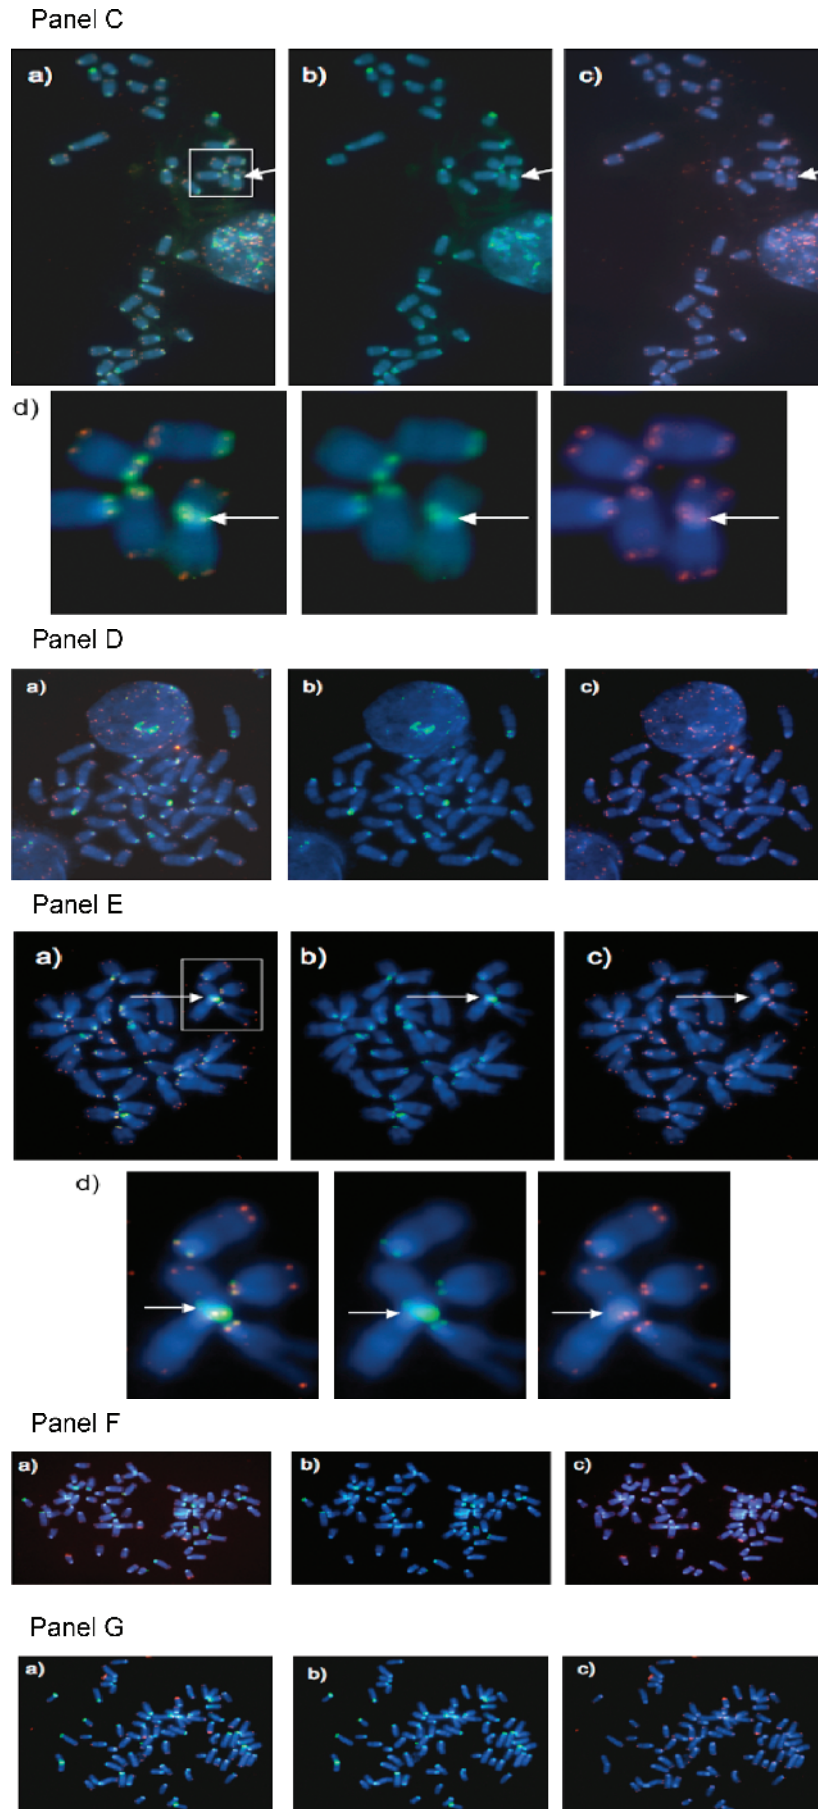 Panel C
a) b) c)
d)
Panel D
a) b) c)
Panel E
a) b) c)
d)
Panel F
a) b) c)
Panel G
a) b) c)